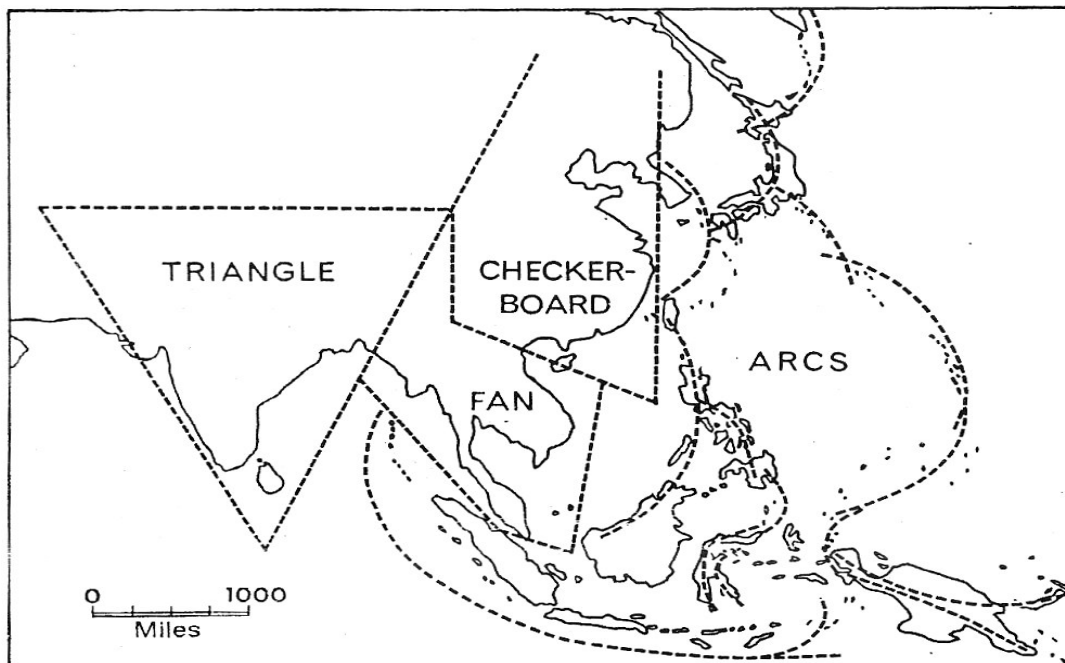 TRIANGLE
CHECKER-
BOARD
ARCS
FAN
0 1000
Miles